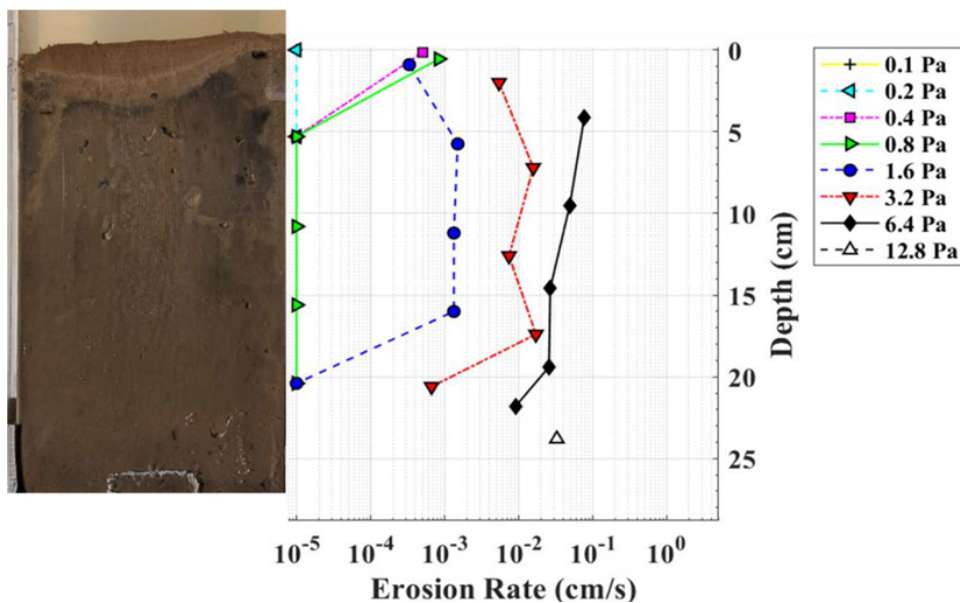 0
5
10
15
20
25
Depth (cm)
10⁻⁵ 10⁻⁴ 10⁻³ 10⁻² 10⁻¹ 10⁰
Erosion Rate (cm/s)
0.1 Pa
0.2 Pa
0.4 Pa
0.8 Pa
1.6 Pa
3.2 Pa
6.4 Pa
12.8 Pa